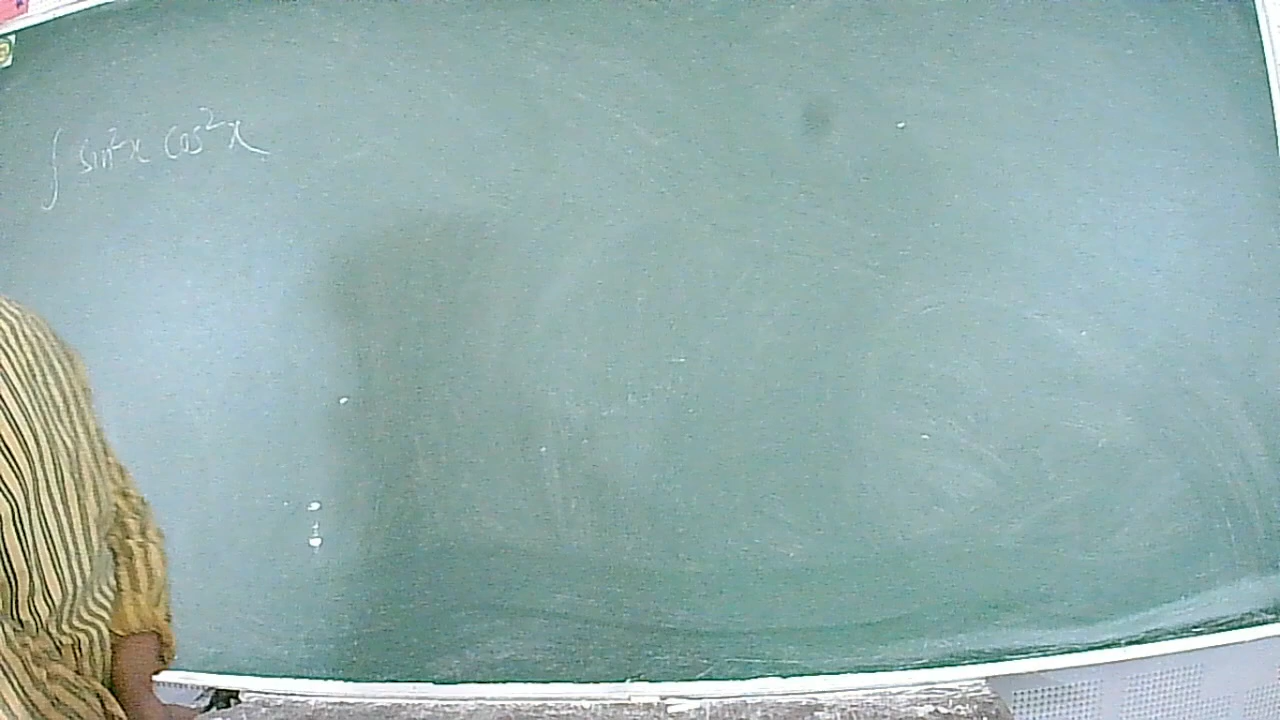 ∫ sin²x cos²x